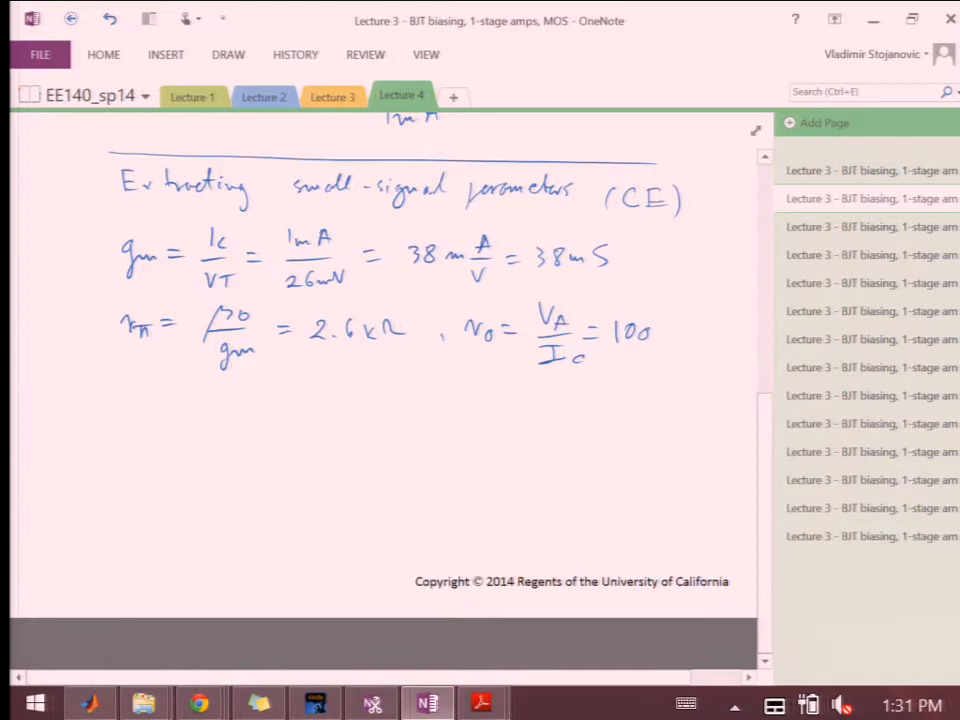 Lecture 3 - BJT biasing, 1-stage amps, MOS - OneNote
FILE HOME INSERT DRAW HISTORY REVIEW VIEW
Vladimir Stojanovic
EE140_sp14 Lecture 1 Lecture 2 Lecture 3 Lecture 4 +
Search (Ctrl+E)
Add Page
1mA
Extracting small-signal parameters (CE)
gm = Ic/VT = 1mA/26mV = 38 m A/V = 38mS
rπ = β0/gm = 2.6kΩ , ro = VA/Ic = 100
Lecture 3 - BJT biasing, 1-stage am
Lecture 3 - BJT biasing, 1-stage am
Lecture 3 - BJT biasing, 1-stage am
Lecture 3 - BJT biasing, 1-stage am
Lecture 3 - BJT biasing, 1-stage am
Lecture 3 - BJT biasing, 1-stage am
Lecture 3 - BJT biasing, 1-stage am
Lecture 3 - BJT biasing, 1-stage am
Lecture 3 - BJT biasing, 1-stage am
Lecture 3 - BJT biasing, 1-stage am
Lecture 3 - BJT biasing, 1-stage am
Lecture 3 - BJT biasing, 1-stage am
Lecture 3 - BJT biasing, 1-stage am
Lecture 3 - BJT biasing, 1-stage am
Copyright © 2014 Regents of the University of California
1:31 PM